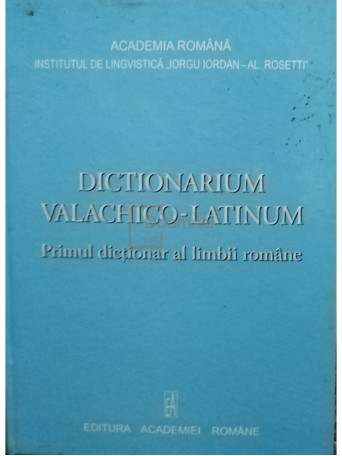 ACADEMIA ROMÂNĂ
INSTITUTUL DE LINGVISTICĂ „IORGU IORDAN – AL. ROSETTI”
DICTIONARIUM
VALACHICO-LATINUM
Primul dicționar al limbii române
EDITURA ACADEMIEI ROMÂNE